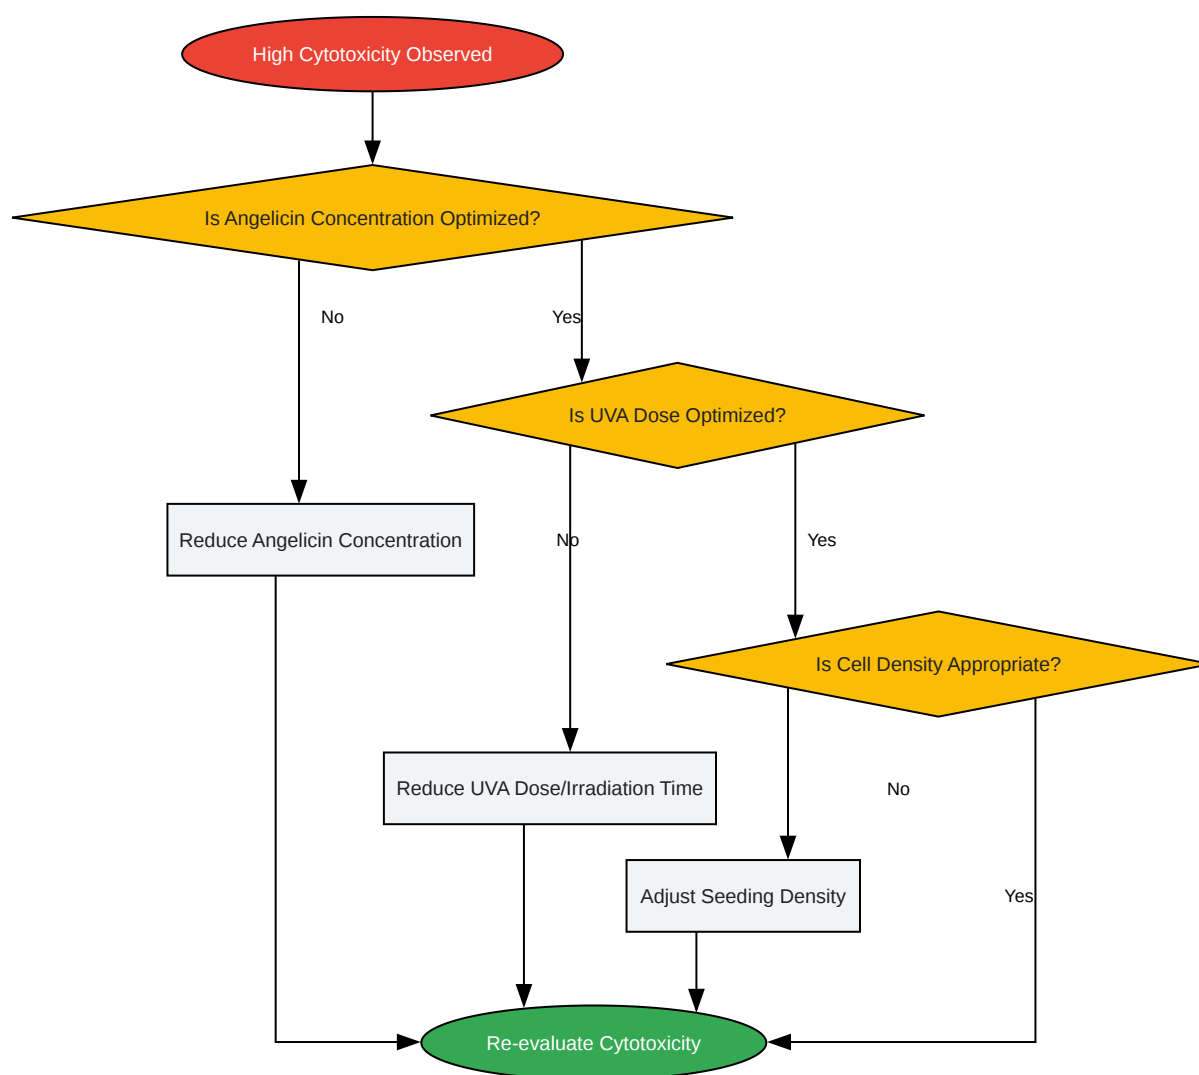 High Cytotoxicity Observed
Is Angelicin Concentration Optimized?
No
Yes
Is UVA Dose Optimized?
Reduce Angelicin Concentration
No
Yes
Is Cell Density Appropriate?
Reduce UVA Dose/Irradiation Time
No
Adjust Seeding Density
Yes
Re-evaluate Cytotoxicity